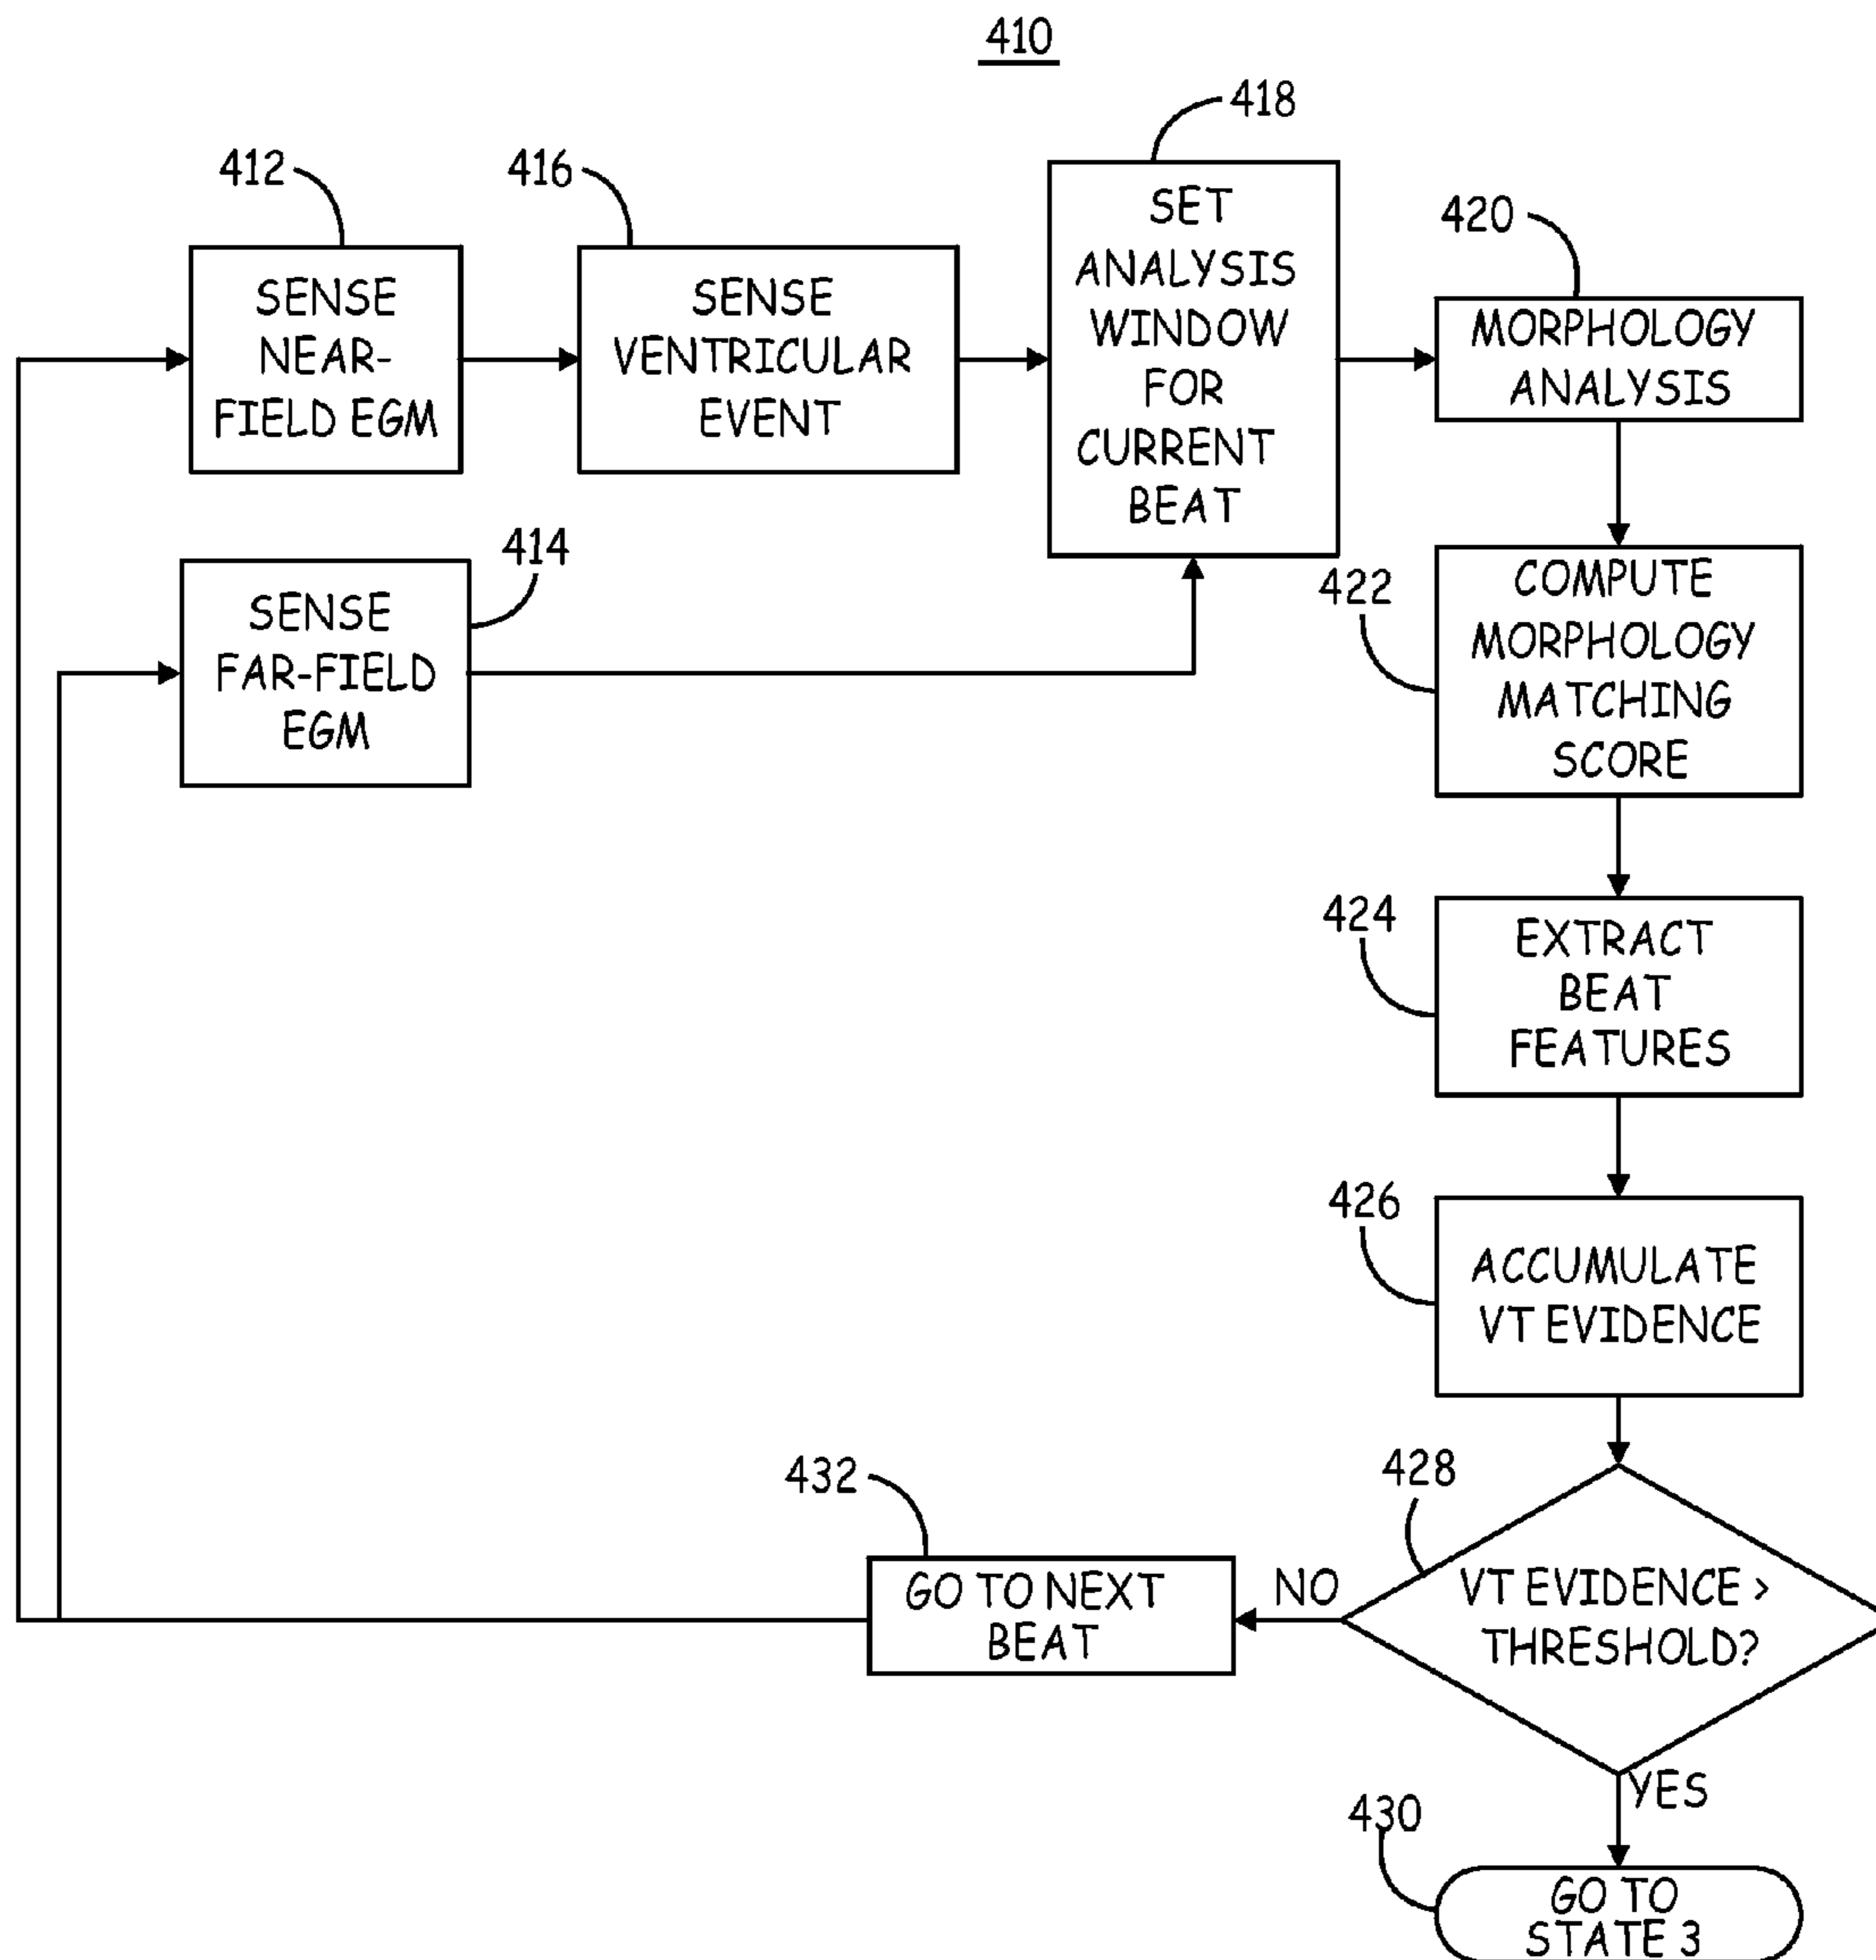 410
418
412
416
SET
ANALYSIS
WINDOW
FOR
CURRENT
BEAT
420
SENSE
NEAR-
FIELD EGM
SENSE
VENTRICULAR
EVENT
MORPHOLOGY
ANALYSIS
414
SENSE
FAR-FIELD
EGM
422
COMPUTE
MORPHOLOGY
MATCHING
SCORE
424
EXTRACT
BEAT
FEATURES
426
ACCUMULATE
VT EVIDENCE
428
432
VT EVIDENCE >
THRESHOLD?
NO
GO TO NEXT
BEAT
YES
430
GO TO
STATE 3